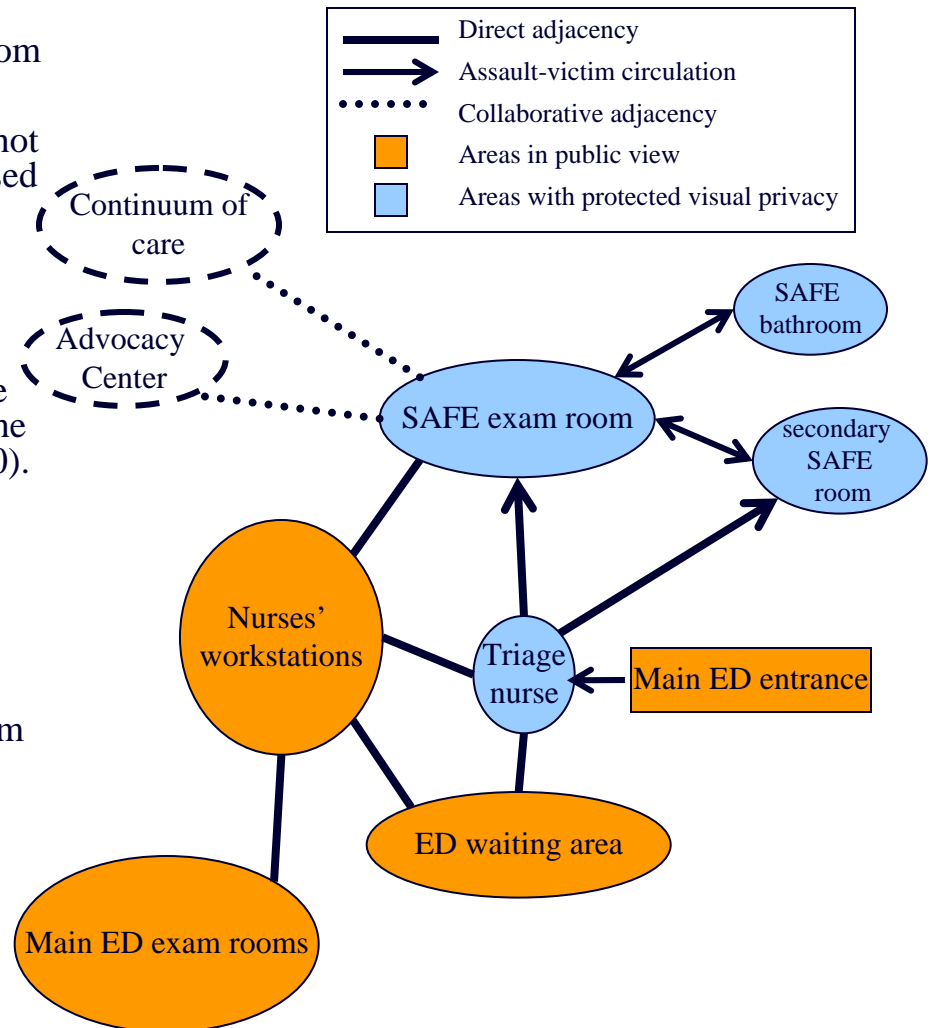 Direct adjacency
Assault-victim circulation
Collaborative adjacency
Areas in public view
Areas with protected visual privacy
Continuum of
care
Advocacy
Center
SAFE
bathroom
SAFE exam room
secondary
SAFE
room
Nurses’
workstations
Triage
nurse
Main ED entrance
ED waiting area
Main ED exam rooms
not
0).